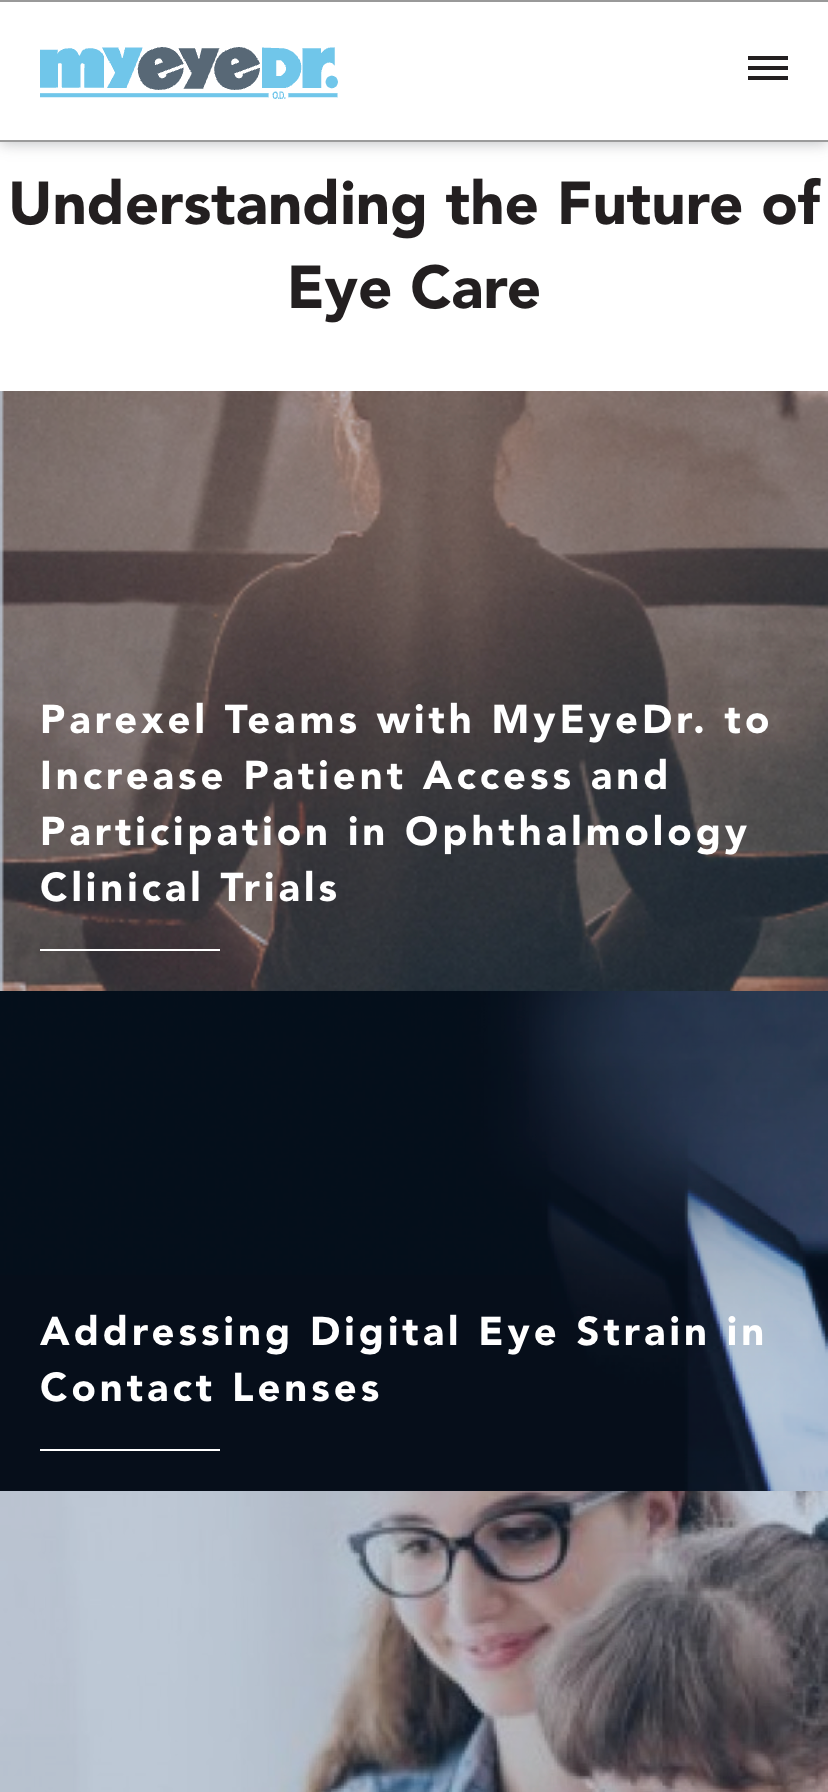 myeyeDr.
O.D.
Understanding the Future of
Eye Care
Parexel Teams with MyEyeDr. to
Increase Patient Access and
Participation in Ophthalmology
Clinical Trials
Addressing Digital Eye Strain in
Contact Lenses